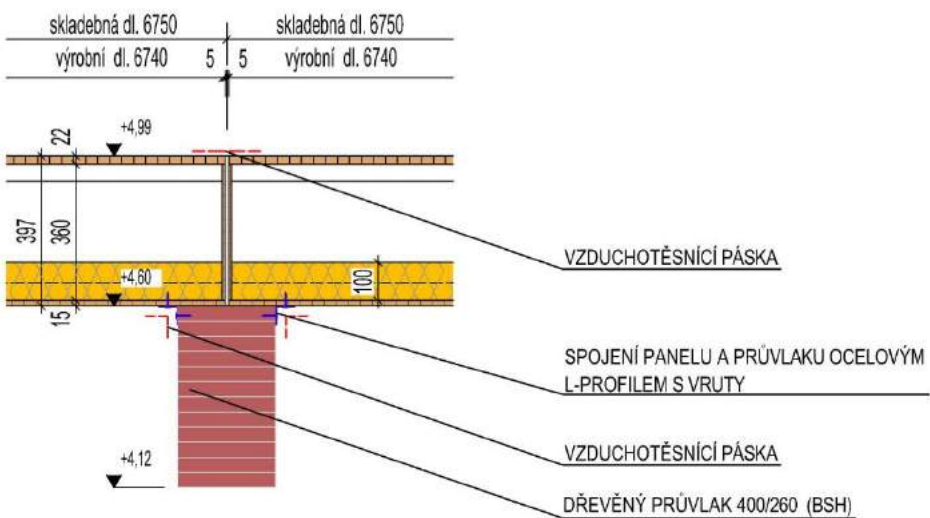 skladebná dl. 6750 skladebná dl. 6750
výrobní dl. 6740 5 5 výrobní dl. 6740
22 +4,99
397 360
VZDUCHOTĚSNÍCÍ PÁSKA
+4,60 100
15
SPOJENÍ PANELU A PRŮVLAKU OCELOVÝM
L-PROFILEM S VRUTY
+4,12
VZDUCHOTĚSNÍCÍ PÁSKA
DŘEVĚNÝ PRŮVLAK 400/260 (BSH)